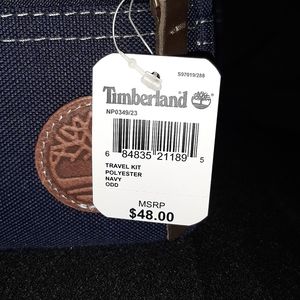 S97019/288
Timberland
NP0349/23
6 84835 21189 5
TRAVEL KIT
POLYESTER
NAVY
ODD
MSRP
$48.00